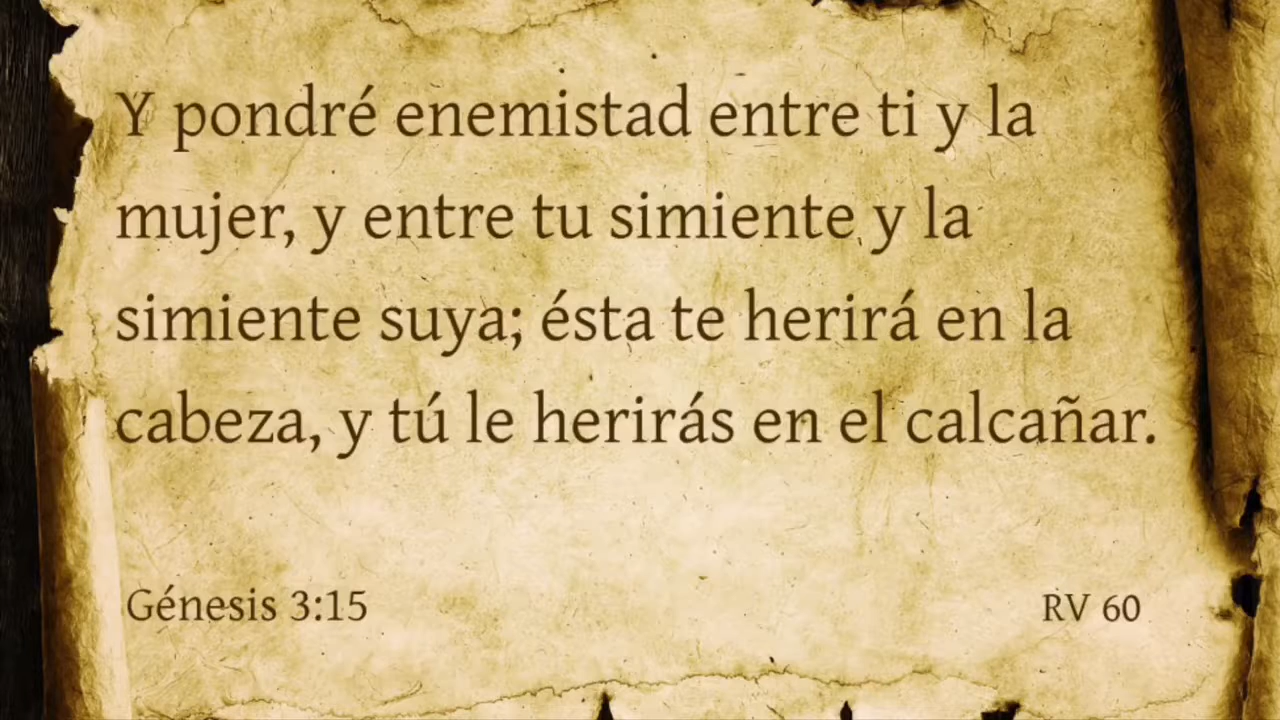 Y pondré enemistad entre ti y la
mujer, y entre tu simiente y la
simiente suya; ésta te herirá en la
cabeza, y tú le herirás en el calcañar.
Génesis 3:15
RV 60